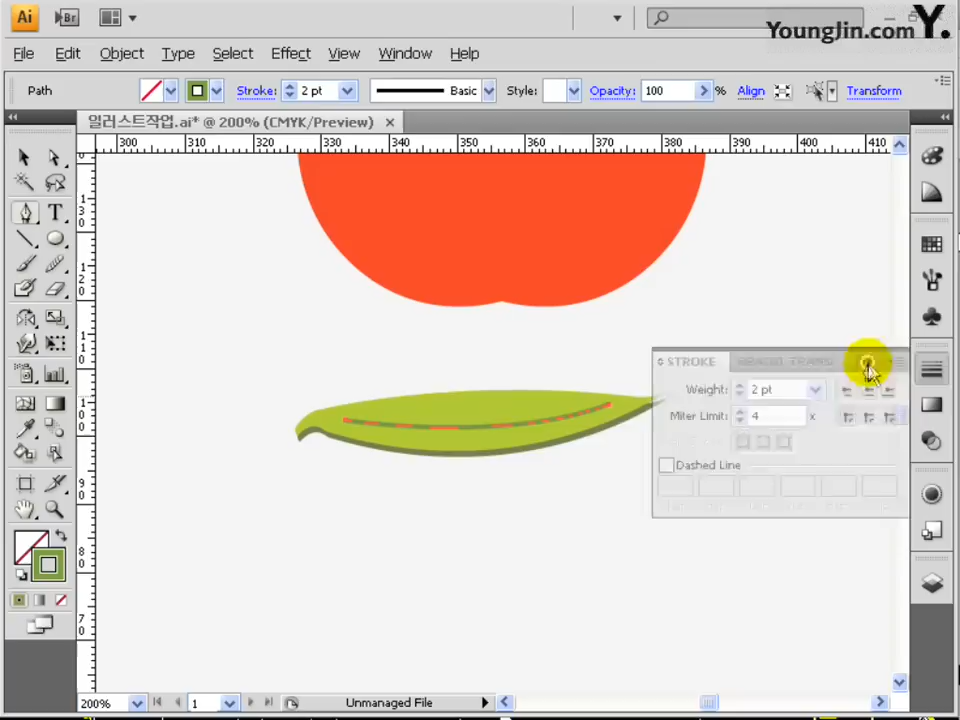 Ai Br
YoungJin.com Y.
File Edit Object Type Select Effect View Window Help
Path Stroke: 2 pt Basic Style: Opacity: 100 % Align Transform
일러스트작업.ai* @ 200% (CMYK/Preview) ×
300 310 320 330 340 350 360 370 380 390 400 410
STROKE
Weight: 2 pt
Miter Limit: 4 x
Dashed Line
200% 1 Unmanaged File